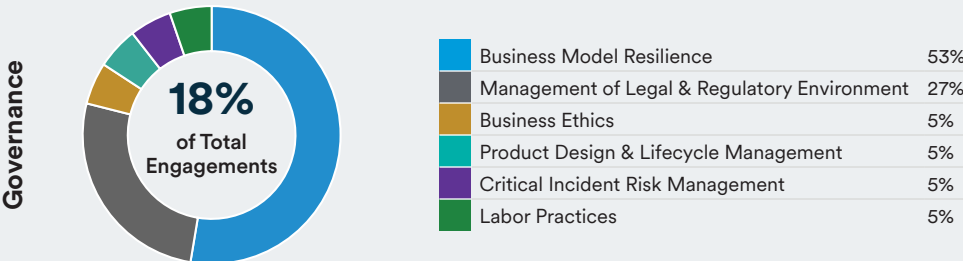 Governance
18%
of Total
Engagements
Business Model Resilience 53%
Management of Legal & Regulatory Environment 27%
Business Ethics 5%
Product Design & Lifecycle Management 5%
Critical Incident Risk Management 5%
Labor Practices 5%